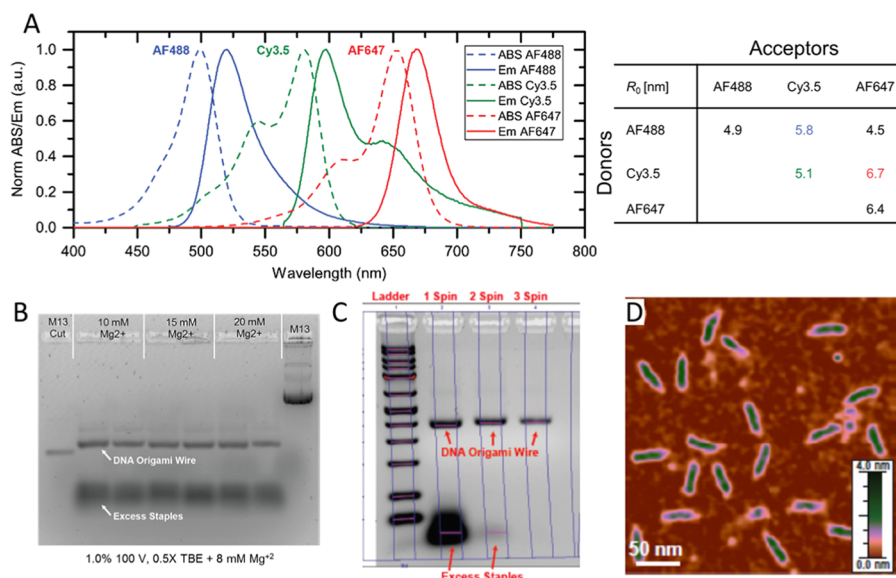 A
AF488 Cy3.5 AF647
Norm ABS/Em (a.u.)
1.0
0.8
0.6
0.4
0.2
0.0
400 450 500 550 600 650 700 750 800
Wavelength (nm)
ABS AF488
Em AF488
ABS Cy3.5
Em Cy3.5
ABS AF647
Em AF647
Acceptors
Donors
R0 [nm] AF488 Cy3.5 AF647
AF488 4.9 5.8 4.5
Cy3.5 5.1 6.7
AF647 6.4
B
M13 Cut
10 mM Mg2+
15 mM Mg2+
20 mM Mg2+
M13
DNA Origami Wire
Excess Staples
1.0% 100 V, 0.5X TBE + 8 mM Mg+2
C
Ladder 1 Spin 2 Spin 3 Spin
DNA Origami Wire
Excess Staples
D
4.0 nm
0.0 nm
50 nm